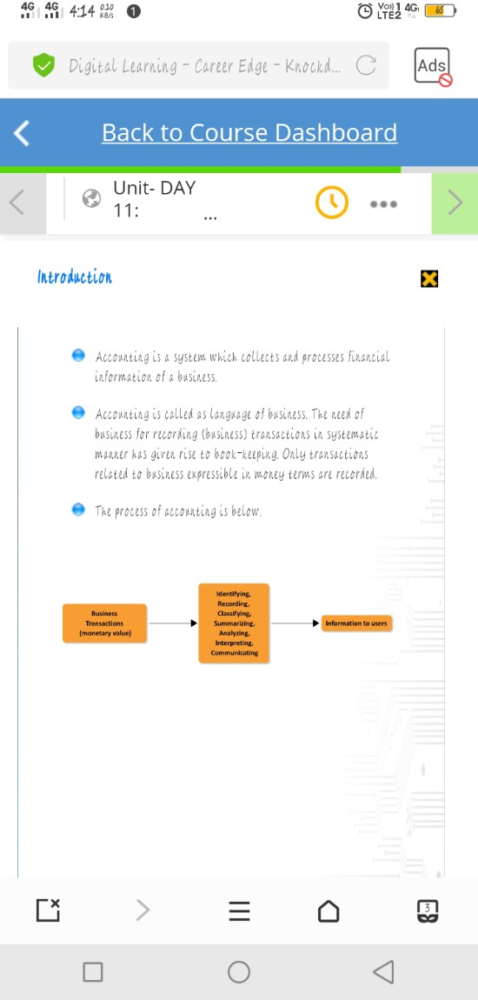 4G 4G 4:14 0.10 KB/s 1 Vo)) 1 LTE2 4G 65
Digital Learning - Career Edge - Knockd... Ads
Back to Course Dashboard
Unit- DAY
11: ...
Introduction
Accounting is a system which collects and processes financial
information of a business.
Accounting is called as language of business. The need of
business for recording (business) transactions in systematic
manner has given rise to book-keeping. Only transactions
related to business expressible in money terms are recorded.
The process of accounting is below.
Business
Transactions
(monetary value)
Identifying,
Recording,
Classifying,
Summarizing,
Analyzing,
Interpreting,
Communicating
Information to users
3